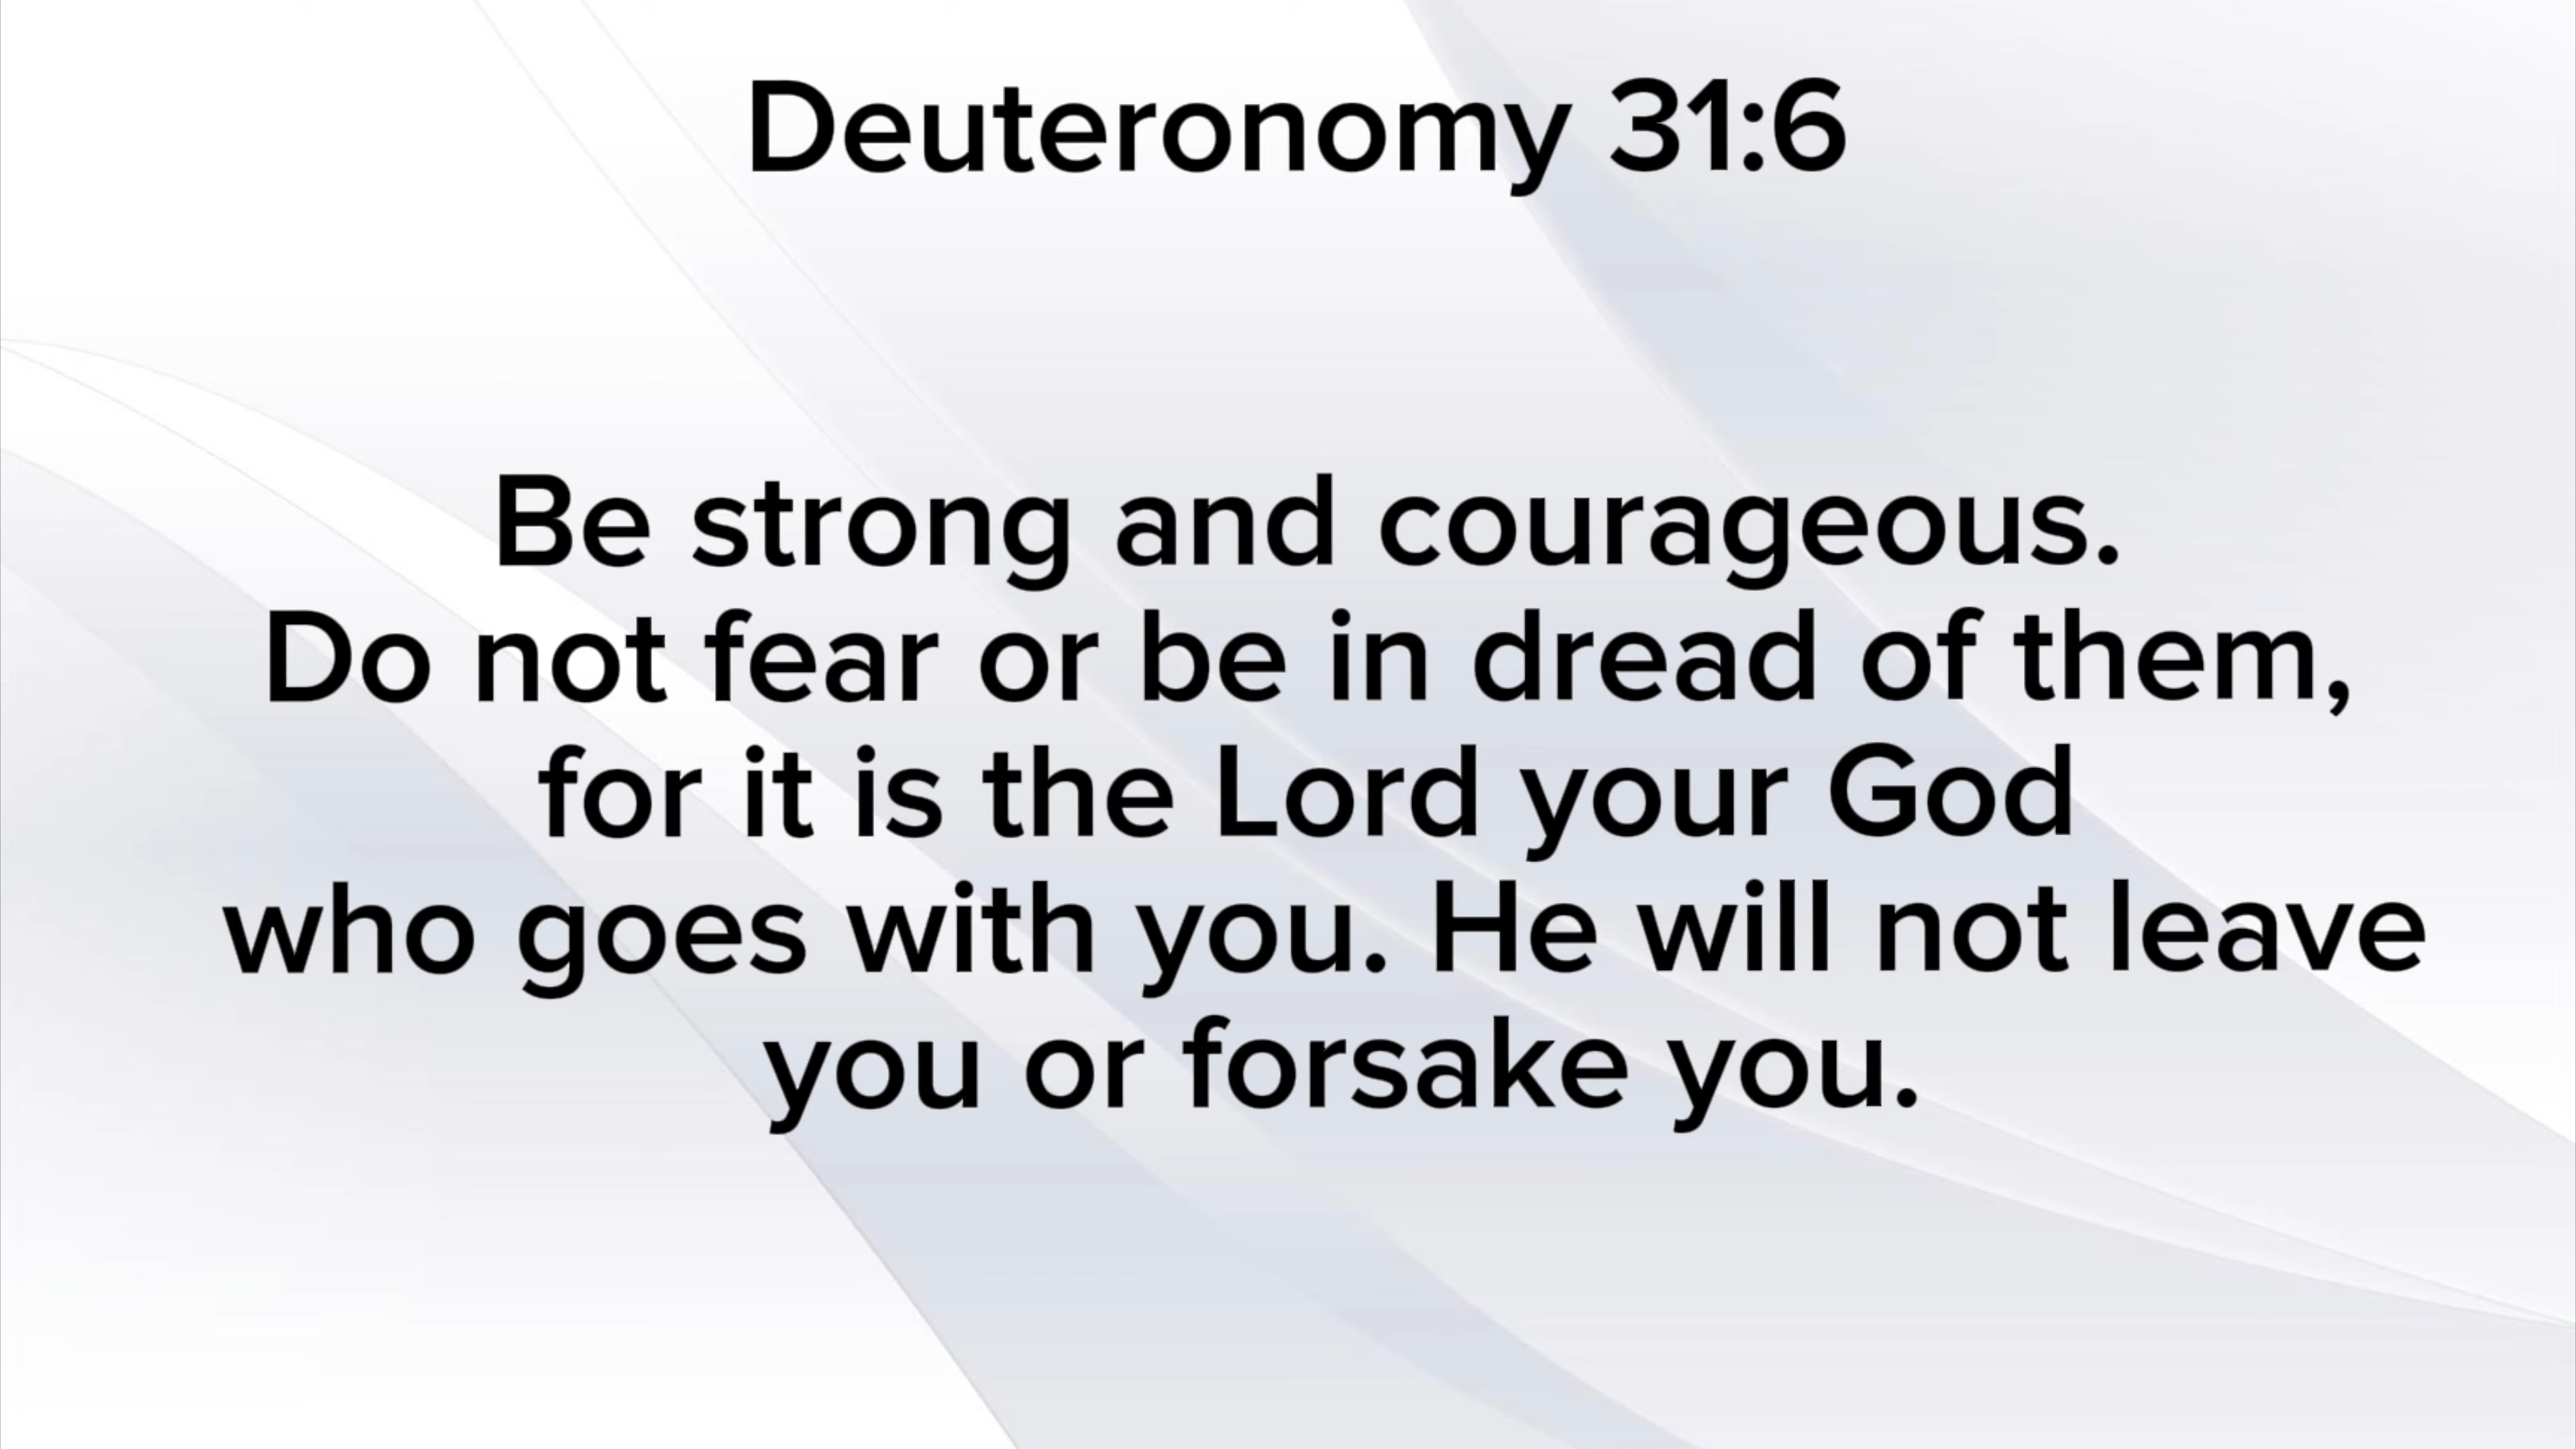 Deuteronomy 31:6
Be strong and courageous.
Do not fear or be in dread of them,
for it is the Lord your God
who goes with you. He will not leave
you or forsake you.